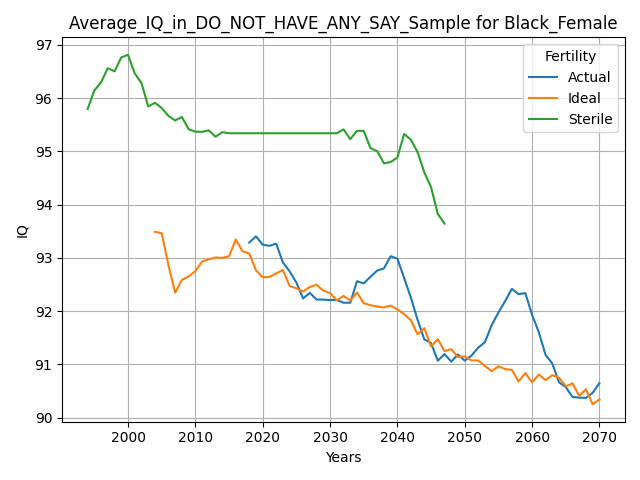 Average_IQ_in_DO_NOT_HAVE_ANY_SAY_Sample for Black_Female
97
96
95
94
93
92
91
90
IQ
Fertility
Actual
Ideal
Sterile
2000 2010 2020 2030 2040 2050 2060 2070
Years